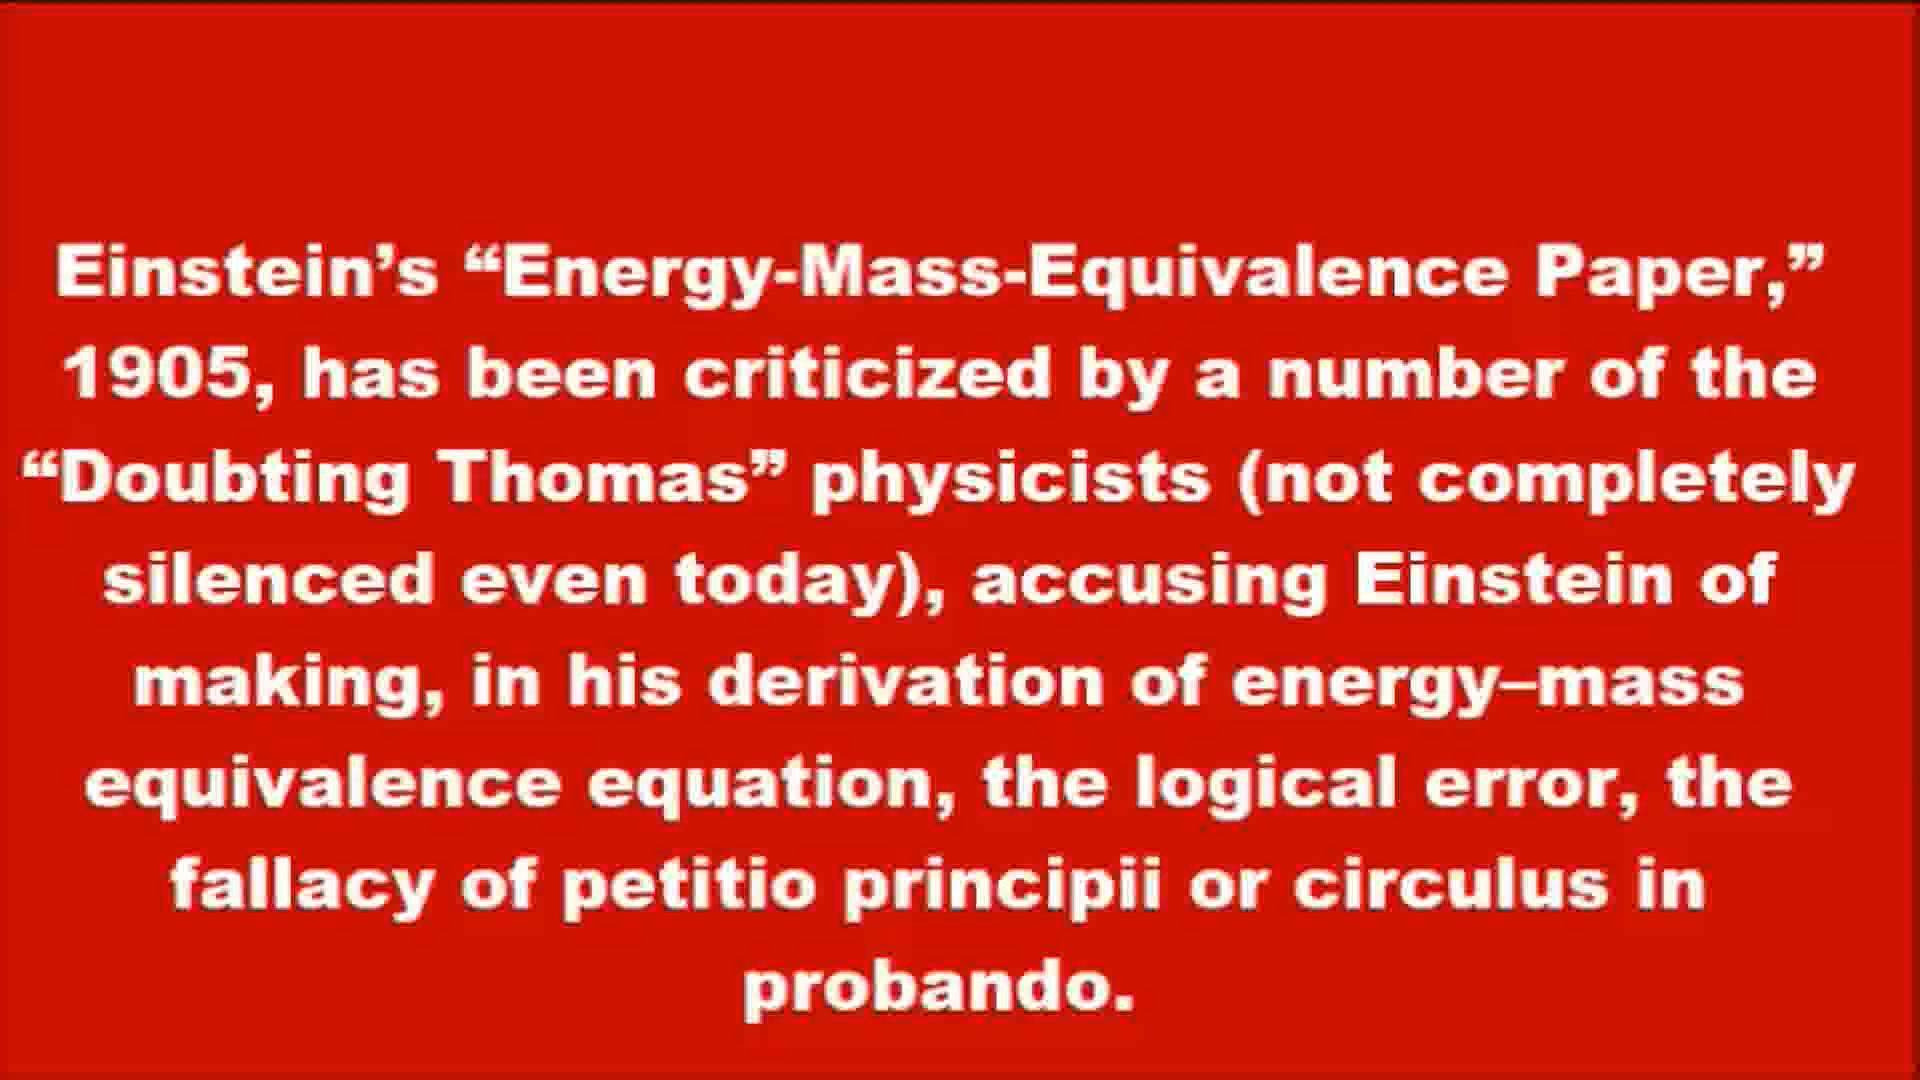 Einstein’s “Energy-Mass-Equivalence Paper,”
1905, has been criticized by a number of the
“Doubting Thomas” physicists (not completely
silenced even today), accusing Einstein of
making, in his derivation of energy–mass
equivalence equation, the logical error, the
fallacy of petitio principii or circulus in
probando.